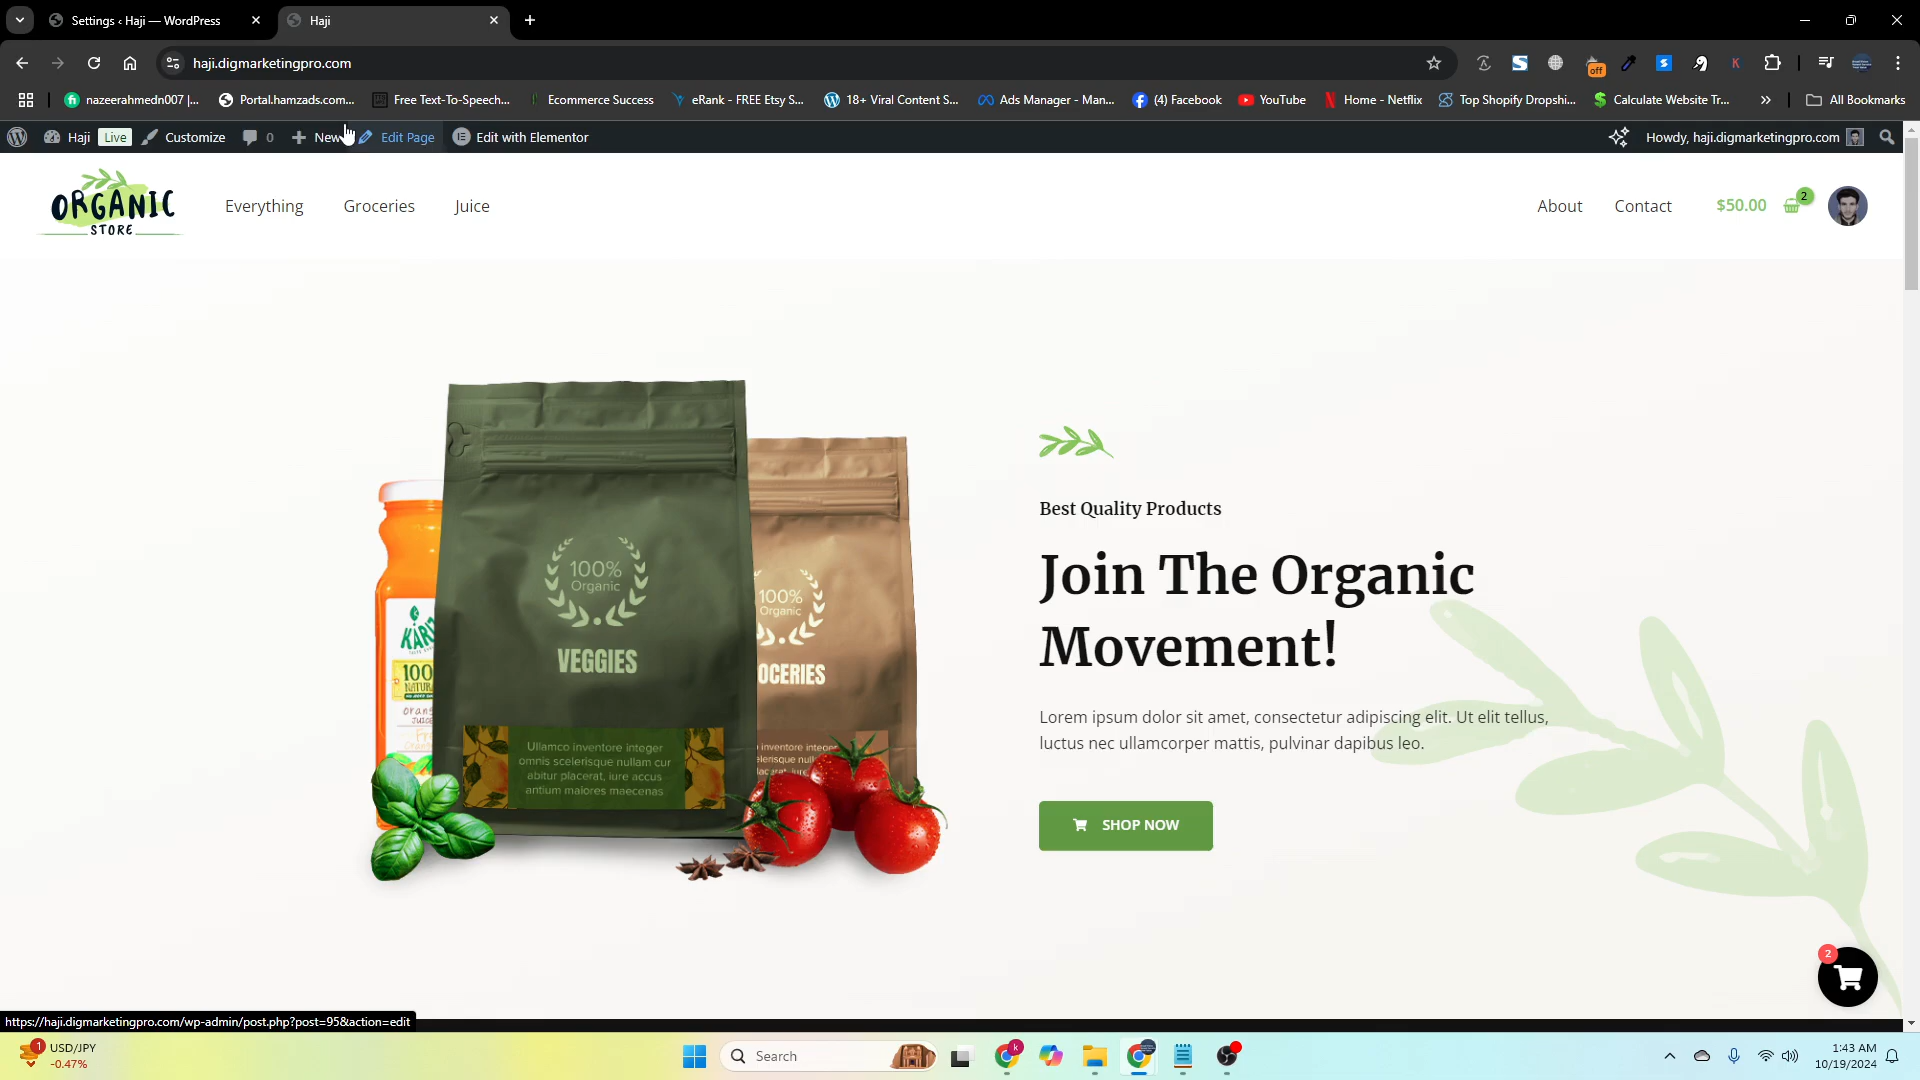 Settings ‹ Haji — WordPress
Haji
haji.digmarketingpro.com
off
nazeerahmedn007 |...
Portal.hamzads.com...
Free Text-To-Speech...
Ecommerce Success
eRank - FREE Etsy S...
18+ Viral Content S...
Ads Manager - Man...
(4) Facebook
YouTube
Home - Netflix
Top Shopify Dropshi...
Calculate Website Tr...
»
All Bookmarks
Haji
Live
Customize
0
New
Edit Page
Edit with Elementor
Howdy, haji.digmarketingpro.com
ORGANIC
STORE
Everything
Groceries
Juice
About
Contact
$50.00
2
100%
Organic
VEGGIES
Ullamco inventore integer
omnis scelerisque nullam cur
abitur placerat, iure accus
antium maiores maecenas
100%
Organic
OCERIES
Best Quality Products
Join The Organic
Movement!
Lorem ipsum dolor sit amet, consectetur adipiscing elit. Ut elit tellus,
luctus nec ullamcorper mattis, pulvinar dapibus leo.
SHOP NOW
2
https://haji.digmarketingpro.com/wp-admin/post.php?post=95&action=edit
1
USD/JPY
-0.47%
Search
1:43 AM
10/19/2024